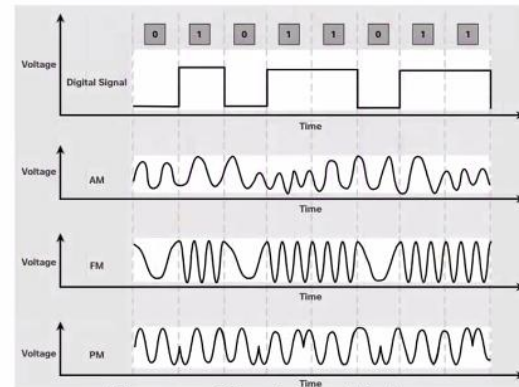 0 1 0 1 1 0 1 1
Voltage
Digital Signal
Time
Voltage
AM
Time
Voltage
FM
Time
Voltage
PM